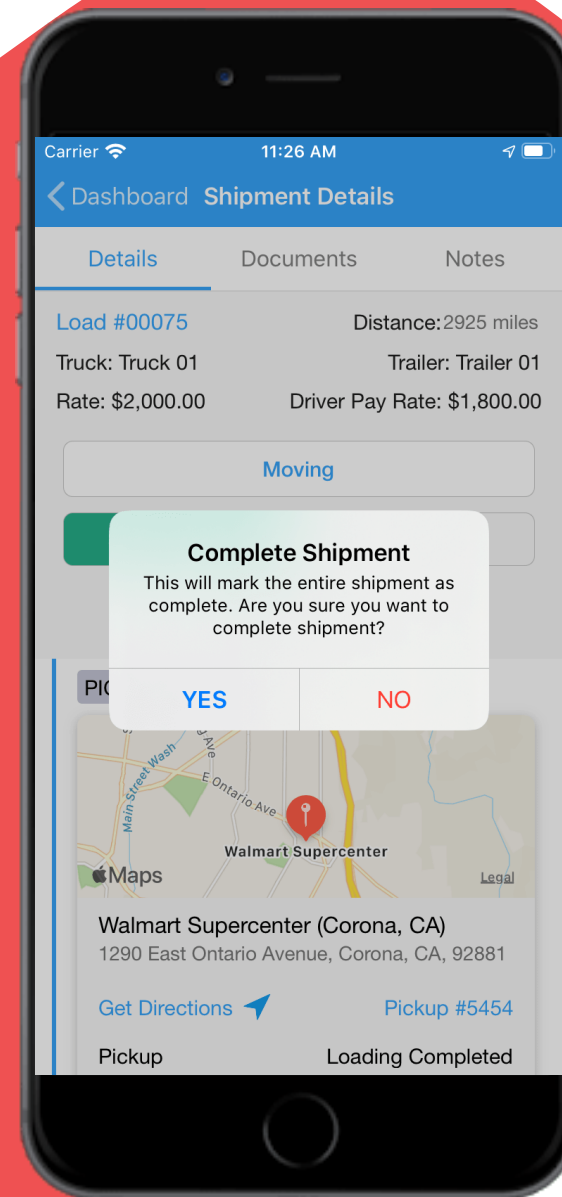 Carrier 11:26 AM
Dashboard Shipment Details
Details Documents Notes
Load #00075 Distance: 2925 miles
Truck: Truck 01 Trailer: Trailer 01
Rate: $2,000.00 Driver Pay Rate: $1,800.00
Moving
Complete Shipment
This will mark the entire shipment as
complete. Are you sure you want to
complete shipment?
YES NO
Main Street Wash
Ave
E Ontario Ave
Walmart Supercenter
Maps Legal
Walmart Supercenter (Corona, CA)
1290 East Ontario Avenue, Corona, CA, 92881
Get Directions Pickup #5454
Pickup Loading Completed